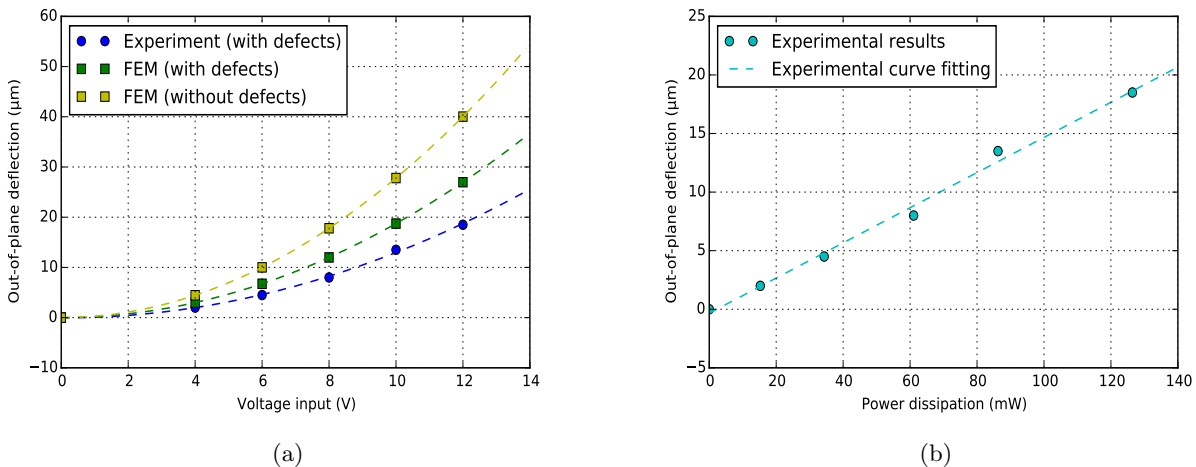 60
50
40
30
20
10
0
−10
Out-of-plane deflection (μm)
Experiment (with defects)
FEM (with defects)
FEM (without defects)
0 2 4 6 8 10 12 14
Voltage input (V)
(a)
25
20
15
10
5
0
−5
Out-of-plane deflection (μm)
Experimental results
Experimental curve fitting
0 20 40 60 80 100 120 140
Power dissipation (mW)
(b)